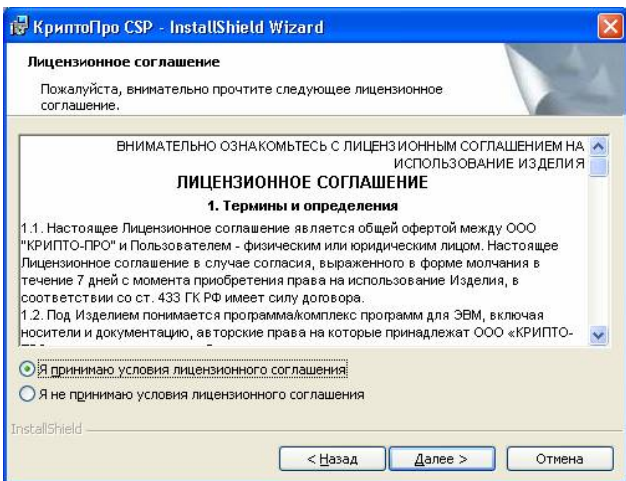 КриптоПро CSP - InstallShield Wizard
Лицензионное соглашение
Пожалуйста, внимательно прочтите следующее лицензионное
соглашение.
ВНИМАТЕЛЬНО ОЗНАКОМЬТЕСЬ С ЛИЦЕНЗИОННЫМ СОГЛАШЕНИЕМ НА
ИСПОЛЬЗОВАНИЕ ИЗДЕЛИЯ
ЛИЦЕНЗИОННОЕ СОГЛАШЕНИЕ
1. Термины и определения
1.1. Настоящее Лицензионное соглашение является общей офертой между ООО
"КРИПТО-ПРО" и Пользователем - физическим или юридическим лицом. Настоящее
Лицензионное соглашение в случае согласия, выраженного в форме молчания в
течение 7 дней с момента приобретения права на использование Изделия, в
соответствии со ст. 433 ГК РФ имеет силу договора.
1.2. Под Изделием понимается программа/комплекс программ для ЭВМ, включая
носители и документацию, авторские права на которые принадлежат ООО «КРИПТО-
Я принимаю условия лицензионного соглашения
Я не принимаю условия лицензионного соглашения
InstallShield
< Назад
Далее >
Отмена